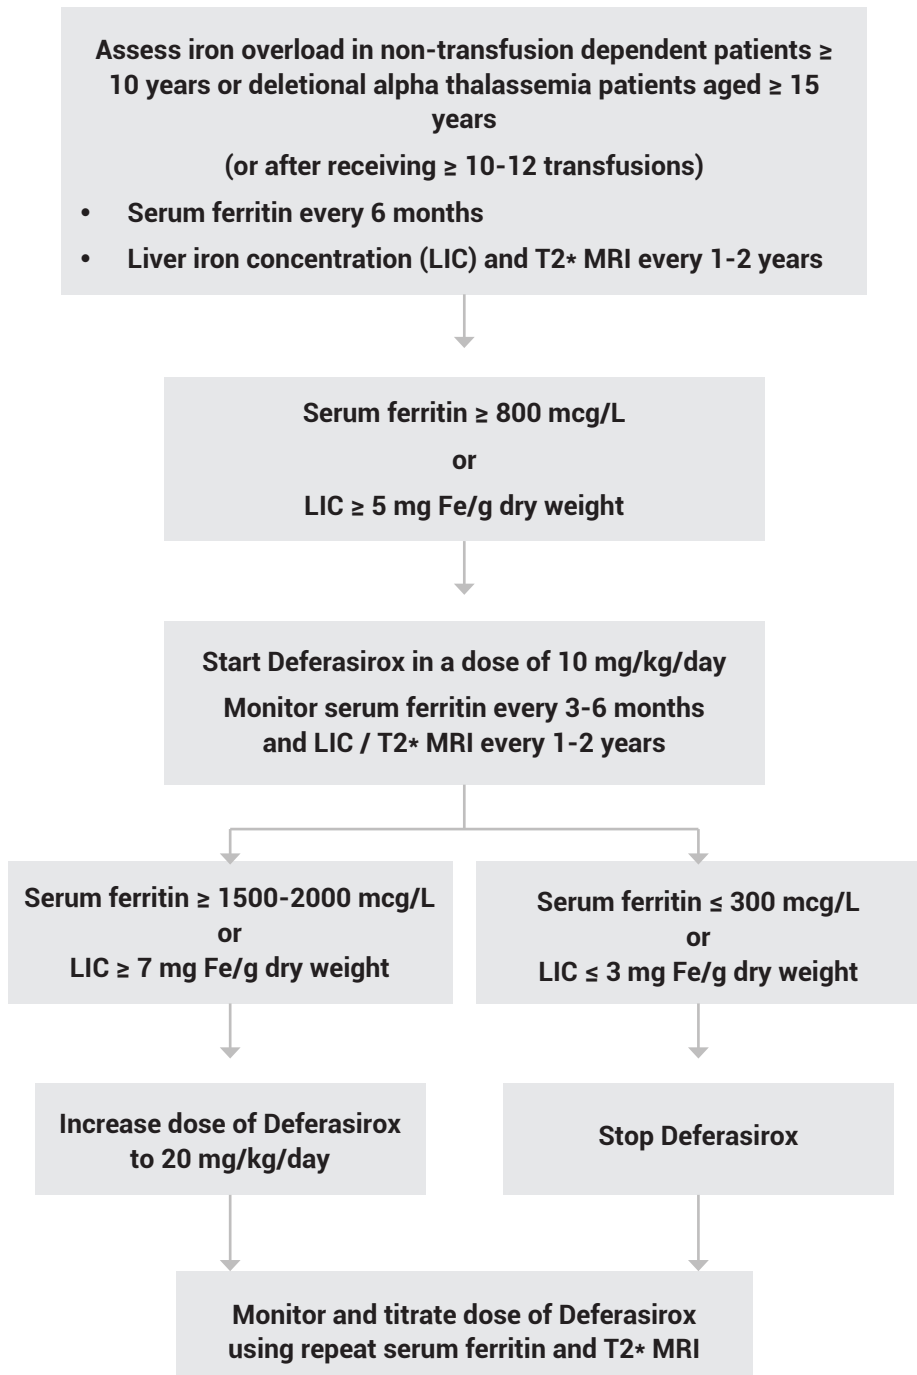 Assess iron overload in non-transfusion dependent patients ≥
10 years or deletional alpha thalassemia patients aged ≥ 15
years
(or after receiving ≥ 10-12 transfusions)
• Serum ferritin every 6 months
• Liver iron concentration (LIC) and T2* MRI every 1-2 years
Serum ferritin ≥ 800 mcg/L
or
LIC ≥ 5 mg Fe/g dry weight
Start Deferasirox in a dose of 10 mg/kg/day
Monitor serum ferritin every 3-6 months
and LIC / T2* MRI every 1-2 years
Serum ferritin ≥ 1500-2000 mcg/L
or
LIC ≥ 7 mg Fe/g dry weight
Serum ferritin ≤ 300 mcg/L
or
LIC ≤ 3 mg Fe/g dry weight
Increase dose of Deferasirox
to 20 mg/kg/day
Stop Deferasirox
Monitor and titrate dose of Deferasirox
using repeat serum ferritin and T2* MRI